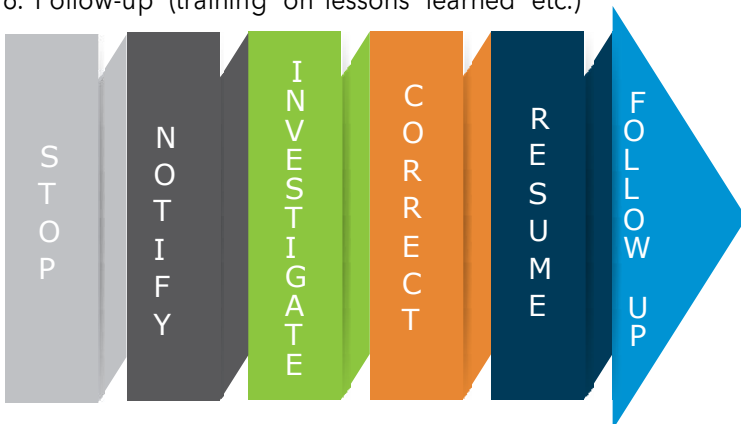 6. Follow-up (training on lessons learned etc.)
STOP
NOTIFY
INVESTIGATE
CORRECT
RESUME
FOLLOW UP